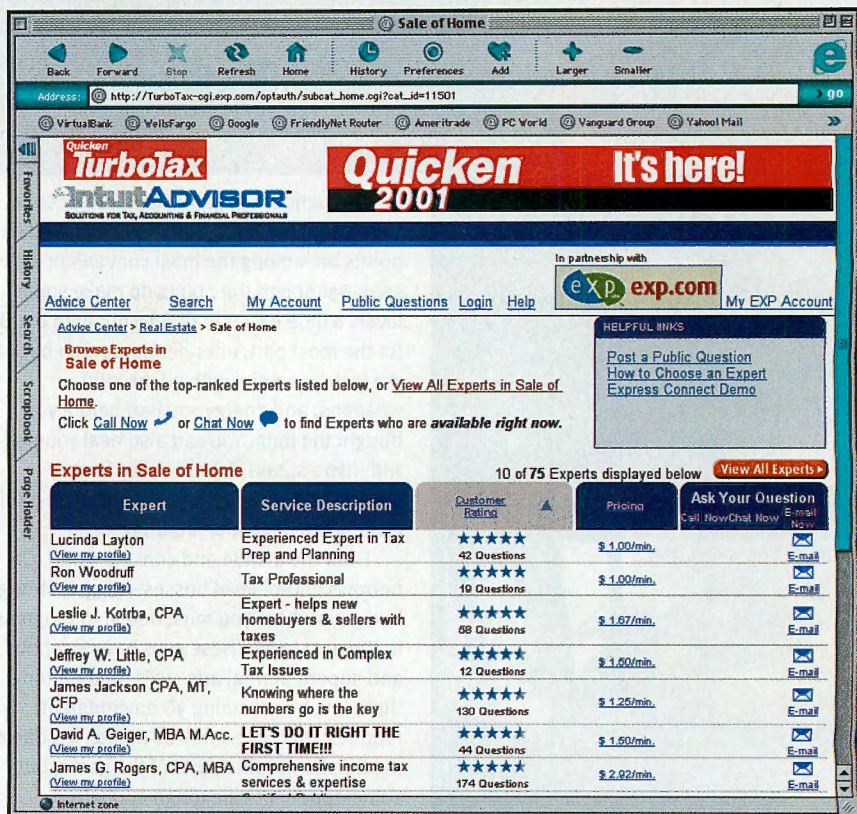 Sale of Home
Back Forward Stop Refresh Home History Preferences Add Larger Smaller
Address: http://TurboTax-cgi.exp.com/optauth/subcat_home.cgi?cat_id=11501 go
VirtualBank WellsFargo Google FriendlyNet Router Ameritrade PC World Vanguard Group Yahoo! Mail
Favorites
History
Search
Scrapbook
Page Holder
Quicken
TurboTax
Intuit ADVISOR™
SOLUTIONS FOR TAX, ACCOUNTING & FINANCIAL PROFESSIONALS
Quicken It's here!
2001
In partnership with
exp exp.com
Advice Center Search My Account Public Questions Login Help My EXP Account
Advice Center > Real Estate > Sale of Home
HELPFUL LINKS
Post a Public Question
How to Choose an Expert
Express Connect Demo
Browse Experts in
Sale of Home
Choose one of the top-ranked Experts listed below, or View All Experts in Sale of
Home.
Click Call Now or Chat Now to find Experts who are available right now.
Experts in Sale of Home 10 of 75 Experts displayed below View All Experts
Expert Service Description Customer Rating Pricing Ask Your Question
Call Now Chat Now E-mail Now
Lucinda Layton Experienced Expert in Tax
(View my profile) Prep and Planning 42 Questions $ 1.00/min. E-mail
Ron Woodruff
(View my profile) Tax Professional 19 Questions $ 1.00/min. E-mail
Leslie J. Kotrba, CPA Expert - helps new
(View my profile) homebuyers & sellers with
taxes 58 Questions $ 1.67/min. E-mail
Jeffrey W. Little, CPA Experienced in Complex
(View my profile) Tax Issues 12 Questions $ 1.50/min. E-mail
James Jackson CPA, MT,
CFP Knowing where the
(View my profile) numbers go is the key 130 Questions $ 1.25/min. E-mail
David A. Geiger, MBA M.Acc. LET'S DO IT RIGHT THE
(View my profile) FIRST TIME!!! 44 Questions $ 1.50/min. E-mail
James G. Rogers, CPA, MBA Comprehensive income tax
(View my profile) services & expertise 174 Questions $ 2.92/min. E-mail
Internet zone